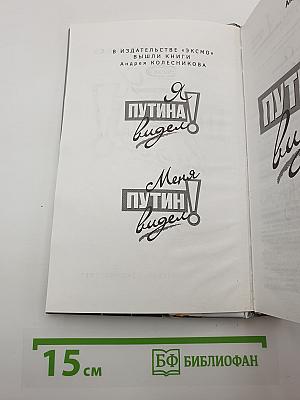 В ИЗДАТЕЛЬСТВЕ «ЭКСМО»
ВЫШЛИ КНИГИ
Андрея КОЛЕСНИКОВА
Я
ПУТИНА
видел!
Меня
ПУТИН
видел!
15 см
БФ БИБЛИОФАН